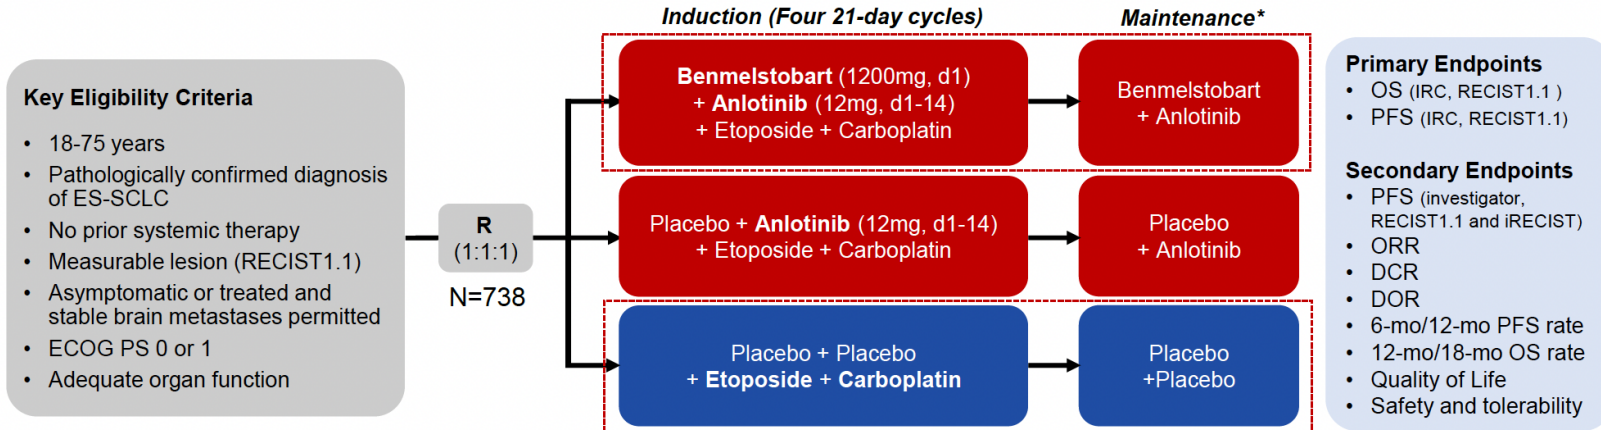 Induction (Four 21-day cycles)
Maintenance*
Key Eligibility Criteria
• 18-75 years
• Pathologically confirmed diagnosis
of ES-SCLC
• No prior systemic therapy
• Measurable lesion (RECIST1.1)
• Asymptomatic or treated and
stable brain metastases permitted
• ECOG PS 0 or 1
• Adequate organ function
R
(1:1:1)
N=738
Benmelstobart (1200mg, d1)
+ Anlotinib (12mg, d1-14)
+ Etoposide + Carboplatin
Benmelstobart
+ Anlotinib
Placebo + Anlotinib (12mg, d1-14)
+ Etoposide + Carboplatin
Placebo
+ Anlotinib
Placebo + Placebo
+ Etoposide + Carboplatin
Placebo
+Placebo
Primary Endpoints
• OS (IRC, RECIST1.1 )
• PFS (IRC, RECIST1.1)
Secondary Endpoints
• PFS (investigator,
RECIST1.1 and iRECIST)
• ORR
• DCR
• DOR
• 6-mo/12-mo PFS rate
• 12-mo/18-mo OS rate
• Quality of Life
• Safety and tolerability